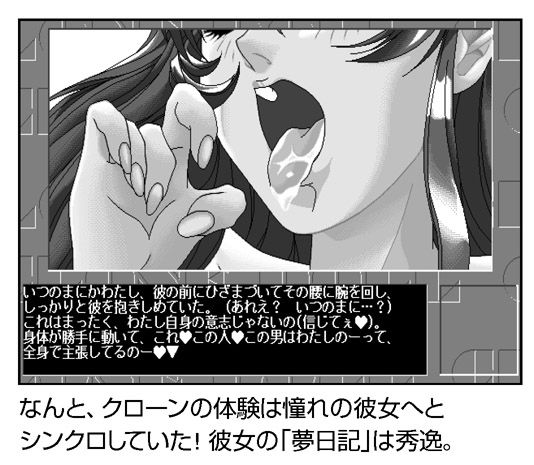 いつのまにかわたし、彼の前にひざまづいてその腰に腕を回し、
しっかりと彼を抱きしめていた。（あれえ？　いつのまに…？）
これはまったく、わたし自身の意志じゃないの(信じてぇ♥)。
身体が勝手に動いて、これ♥この人♥この男はわたしのーって、
全身で主張してるのー♥▼
なんと、クローンの体験は憧れの彼女へと
シンクロしていた! 彼女の「夢日記」は秀逸。